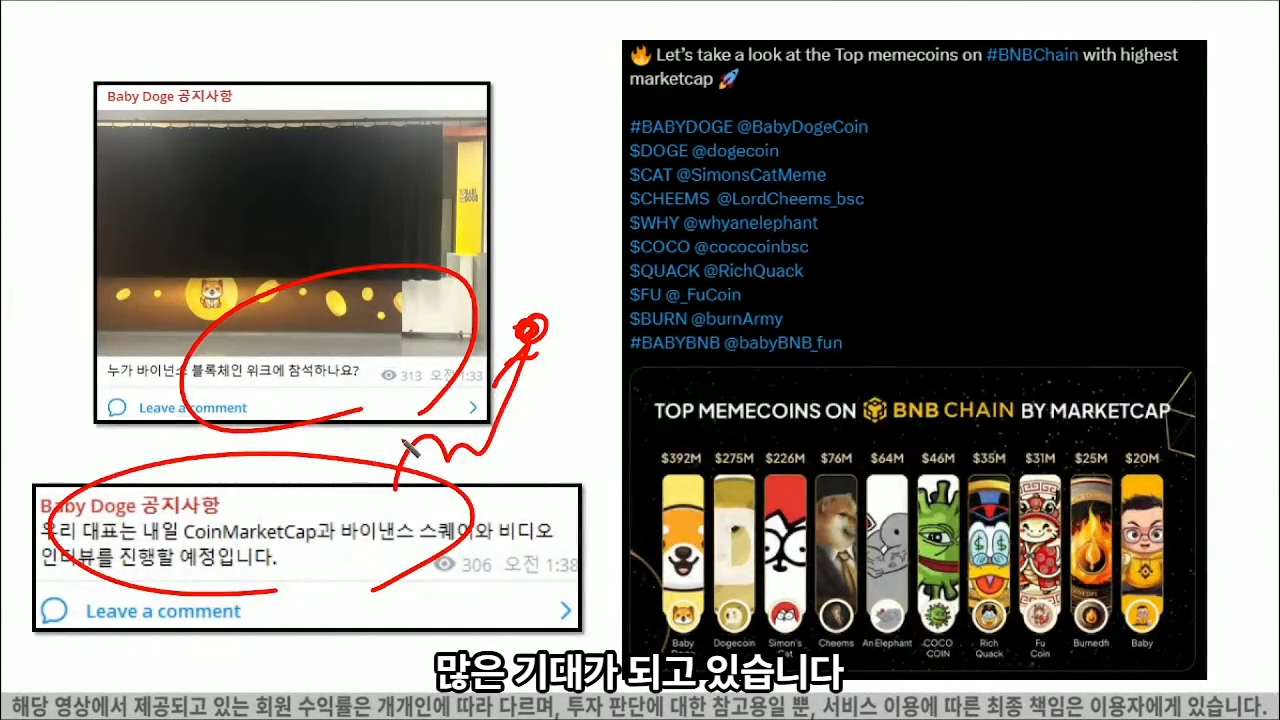 Baby Doge 공지사항
누가 바이넌스 블록체인 위크에 참석하나요?
313 오전 1:33
Leave a comment
Baby Doge 공지사항
우리 대표는 내일 CoinMarketCap과 바이낸스 스퀘어와 비디오
인터뷰를 진행할 예정입니다.
306 오전 1:38
Leave a comment
🔥 Let's take a look at the Top memecoins on #BNBChain with highest
marketcap 🚀
#BABYDOGE @BabyDogeCoin
$DOGE @dogecoin
$CAT @SimonsCatMeme
$CHEEMS @LordCheems_bsc
$WHY @whyanelephant
$COCO @cococoinbsc
$QUACK @RichQuack
$FU @_FuCoin
$BURN @burnArmy
#BABYBNB @babyBNB_fun
TOP MEMECOINS ON BNB CHAIN BY MARKETCAP
$392M $275M $226M $76M $64M $46M $35M $31M $25M $20M
Baby Dogecoin Simon's Cheems An Elephant COCO Rich Fu Burnedfi Baby
Cat COIN Quack Coin
많은 기대가 되고 있습니다
해당 영상에서 제공되고 있는 회원 수익률은 개개인에 따라 다르며, 투자 판단에 대한 참고용일 뿐, 서비스 이용에 따른 최종 책임은 이용자에게 있습니다.